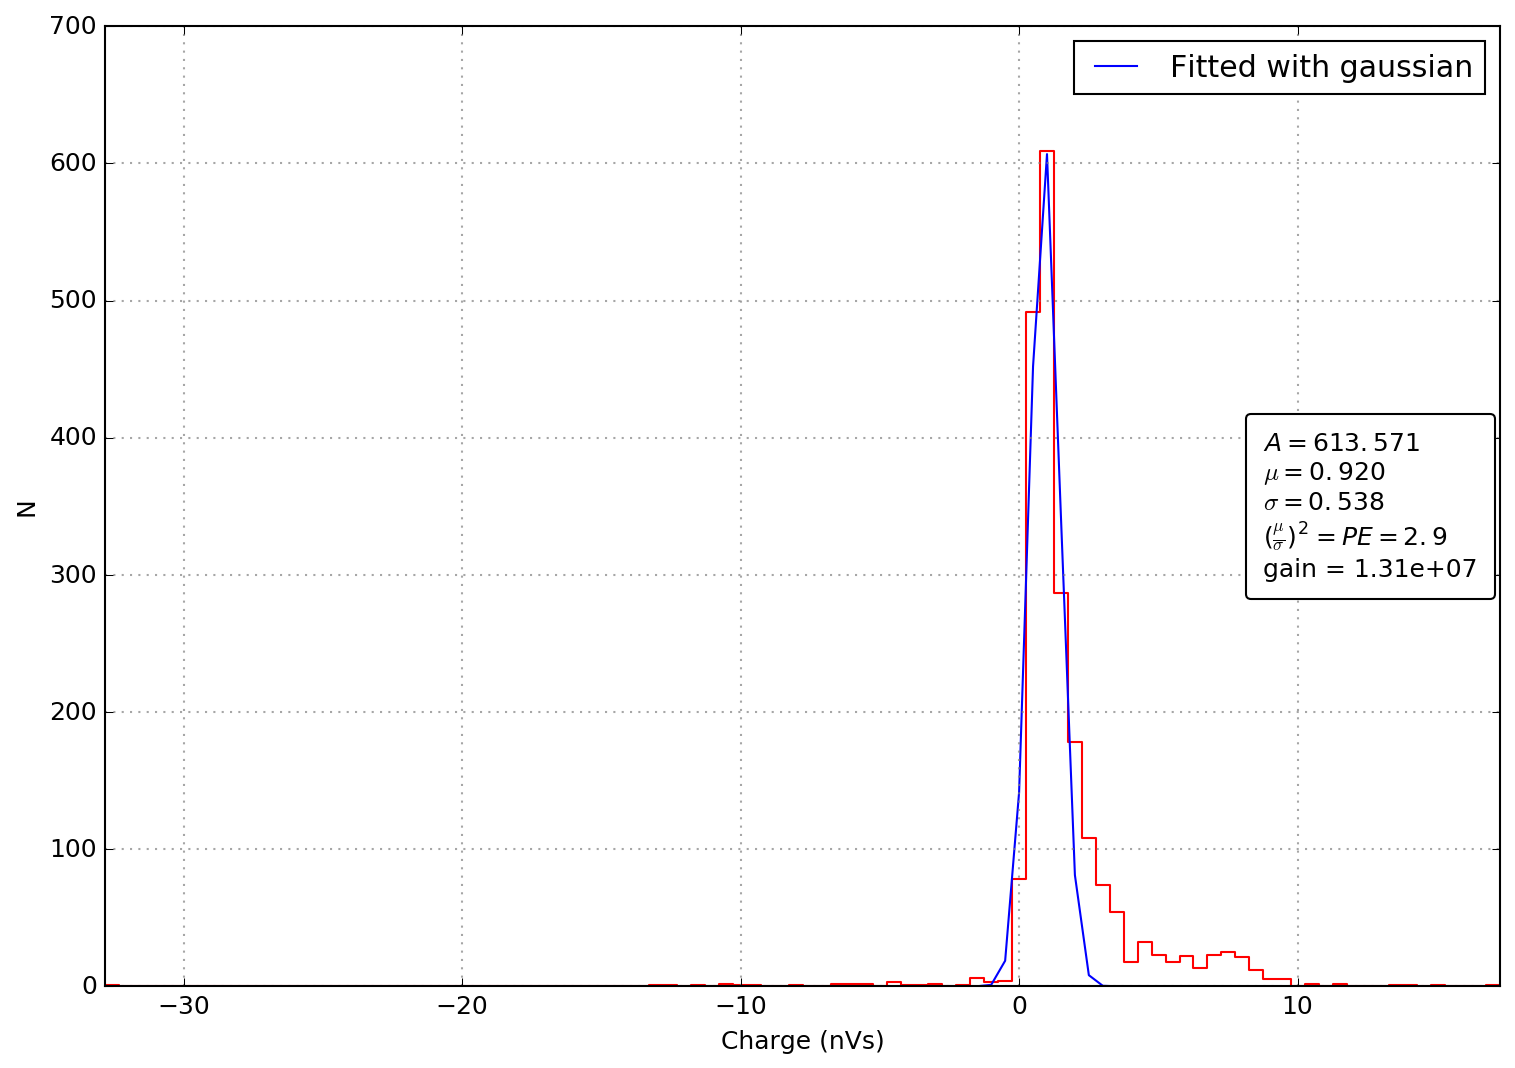 700
600
500
400
300
200
100
0
N
Fitted with gaussian
A = 613.571
μ = 0.920
σ = 0.538
(μ/σ)² = PE = 2.9
gain = 1.31e+07
−30 −20 −10 0 10
Charge (nVs)